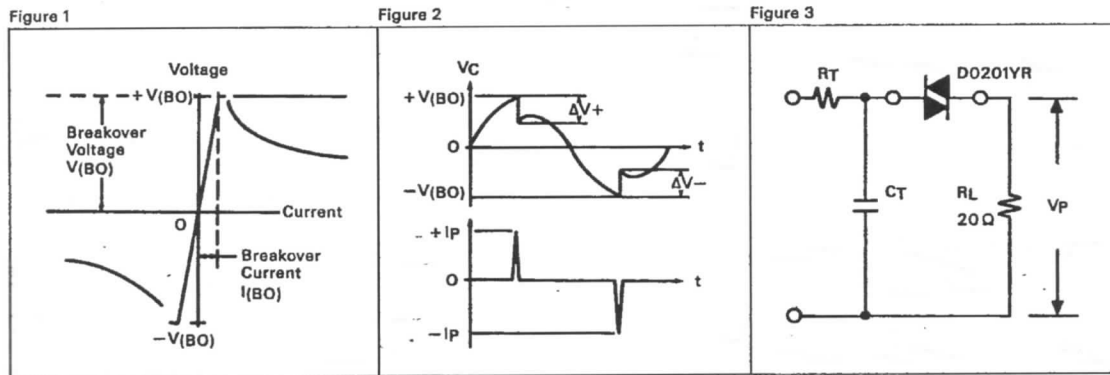 Figure 1
Voltage
+V(BO)
Breakover
Voltage
V(BO)
O
Current
Breakover
Current
I(BO)
−V(BO)
Figure 2
VC
+V(BO)
ΔV+
O
t
−V(BO)
ΔV−
+IP
O
t
−IP
Figure 3
RT
D0201YR
CT
RL
20Ω
VP